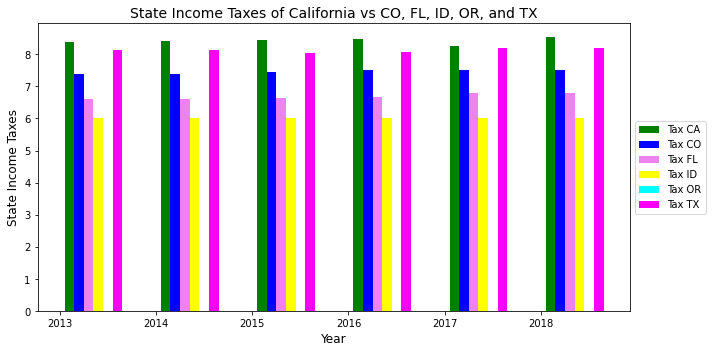 State Income Taxes of California vs CO, FL, ID, OR, and TX
State Income Taxes
8
7
6
5
4
3
2
1
0
2013 2014 2015 2016 2017 2018
Year
Tax CA
Tax CO
Tax FL
Tax ID
Tax OR
Tax TX